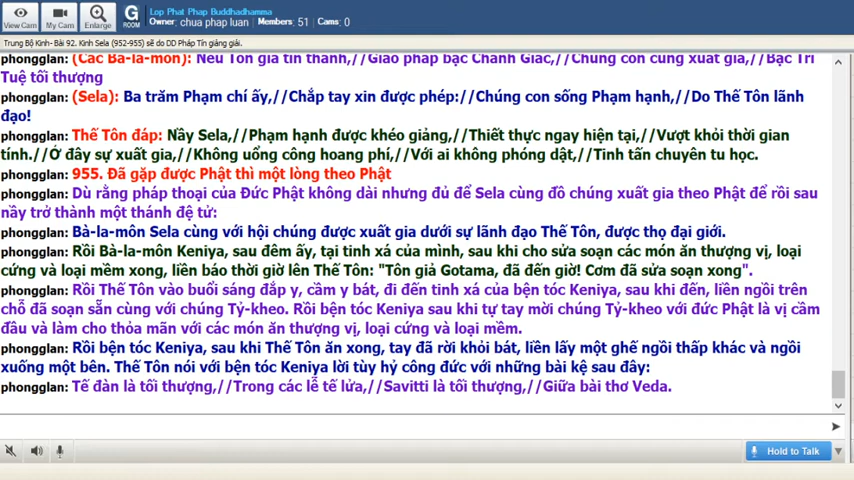 Lop Phat Phap Buddhadhamma
Owner: chua phap luan Members: 51 Cams: 0
View Cam My Cam Enlarge G ROOM
Trung Bộ Kinh- Bài 92. Kinh Sela (952-955) sẽ do DD Pháp Tín giảng giải.
phongglan: (Các Bà-la-môn): Nếu Tôn giả tin thành,//Giáo pháp bậc Chánh Giác,//Chúng con cũng xuất gia,//Bậc Trí
Tuệ tối thượng
phongglan: (Sela): Ba trăm Phạm chí ấy,//Chắp tay xin được phép://Chúng con sống Phạm hạnh,//Do Thế Tôn lãnh
đạo!
phongglan: Thế Tôn đáp: Nầy Sela,//Phạm hạnh được khéo giảng,//Thiết thực ngay hiện tại,//Vượt khỏi thời gian
tính.//Ở đây sự xuất gia,//Không uổng công hoang phí,//Với ai không phóng dật,//Tinh tấn chuyên tu học.
phongglan: 955. Đã gặp được Phật thì một lòng theo Phật
phongglan: Dù rằng pháp thoại của Đức Phật không dài nhưng đủ để Sela cùng đồ chúng xuất gia theo Phật để rồi sau
nầy trở thành một thánh đệ tử:
phongglan: Bà-la-môn Sela cùng với hội chúng được xuất gia dưới sự lãnh đạo Thế Tôn, được thọ đại giới.
phongglan: Rồi Bà-la-môn Keniya, sau đêm ấy, tại tinh xá của mình, sau khi cho sửa soạn các món ăn thượng vị, loại
cứng và loại mềm xong, liền báo thời giờ lên Thế Tôn: "Tôn giả Gotama, đã đến giờ! Cơm đã sửa soạn xong".
phongglan: Rồi Thế Tôn vào buổi sáng đắp y, cầm y bát, đi đến tinh xá của bện tóc Keniya, sau khi đến, liền ngồi trên
chỗ đã soạn sẵn cùng với chúng Tỷ-kheo. Rồi bện tóc Keniya sau khi tự tay mời chúng Tỷ-kheo với đức Phật là vị cầm
đầu và làm cho thỏa mãn với các món ăn thượng vị, loại cứng và loại mềm.
phongglan: Rồi bện tóc Keniya, sau khi Thế Tôn ăn xong, tay đã rời khỏi bát, liền lấy một ghế ngồi thấp khác và ngồi
xuống một bên. Thế Tôn nói với bện tóc Keniya lời tùy hỷ công đức với những bài kệ sau đây:
phongglan: Tế đàn là tối thượng,//Trong các lễ tế lửa,//Savitti là tối thượng,//Giữa bài thơ Veda.
Hold to Talk